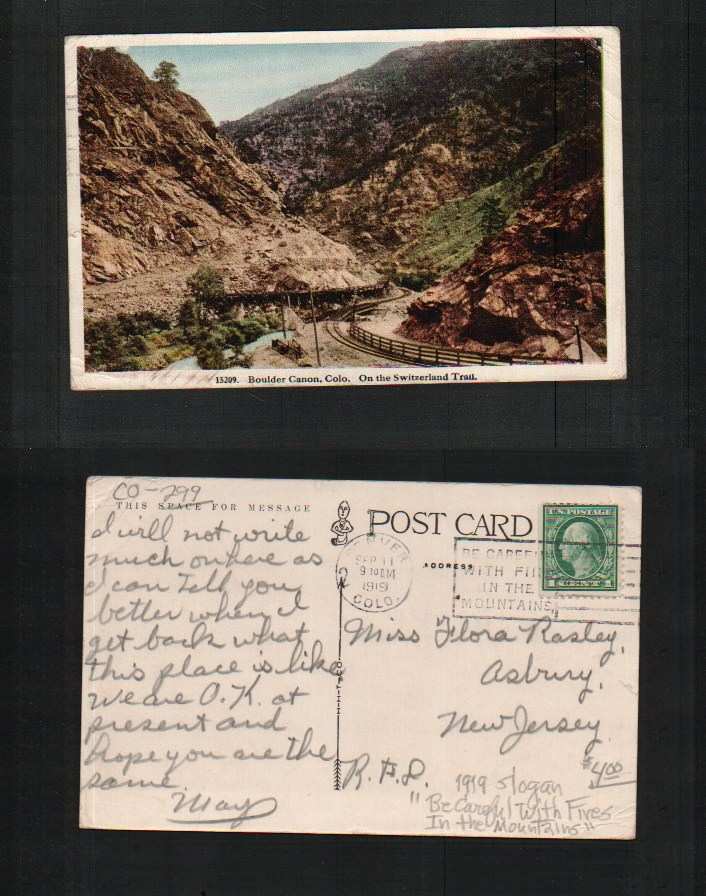 15209. Boulder Canon, Colo. On the Switzerland Trail.
CO-299
THIS SPACE FOR MESSAGE
I will not write
much on here as
I can Tell you
better when I
get back what
this place is like
We are O.K. at
present and
hope you are the
same.
May
POST CARD
ADDRESS
SEP 11
1919
COLO.
BE CAREFUL
WITH FI
IN THE
MOUNTAINS
U.S. POSTAGE
1 CENT 1
Miss Flora Rasley,
Asbury,
New Jersey.
R.F.D.
$4.00
1919 slogan
"Be Careful With Fires
In the Mountains"